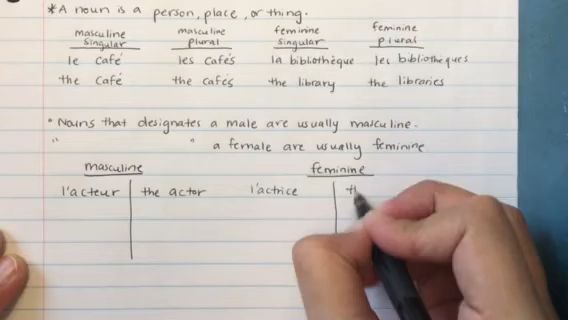 *A noun is a person, place, or thing.
masculine singular masculine plural feminine singular feminine plural
le café les cafés la bibliothèque les bibliothèques
the café the cafés the library the libraries
• Nouns that designates a male are usually masculine.
" " a female are usually feminine
masculine feminine
l'acteur the actor l'actrice th